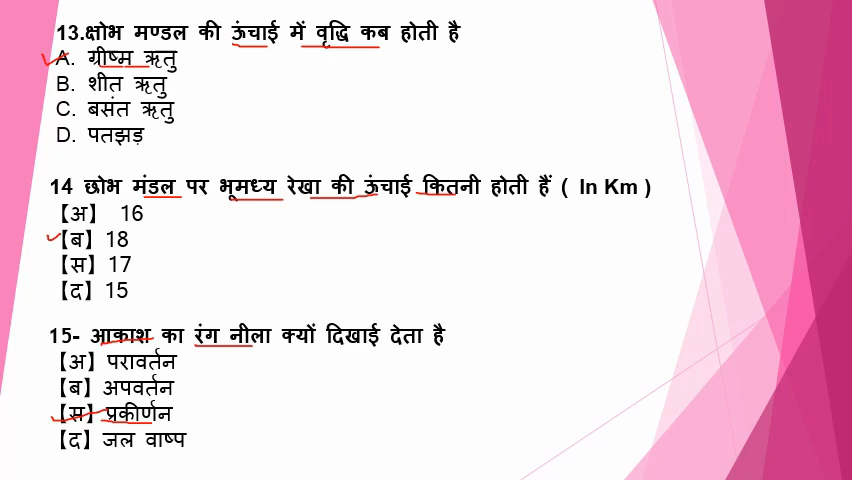 13.क्षोभ मण्डल की ऊंचाई में वृद्धि कब होती है
A. ग्रीष्म ऋतु
B. शीत ऋतु
C. बसंत ऋतु
D. पतझड़
14 छोभ मंडल पर भूमध्य रेखा की ऊंचाई कितनी होती हैं ( In Km )
【अ】 16
【ब】18
【स】17
【द】15
15- आकाश का रंग नीला क्यों दिखाई देता है
【अ】परावर्तन
【ब】अपवर्तन
【स】प्रकीर्णन
【द】जल वाष्प